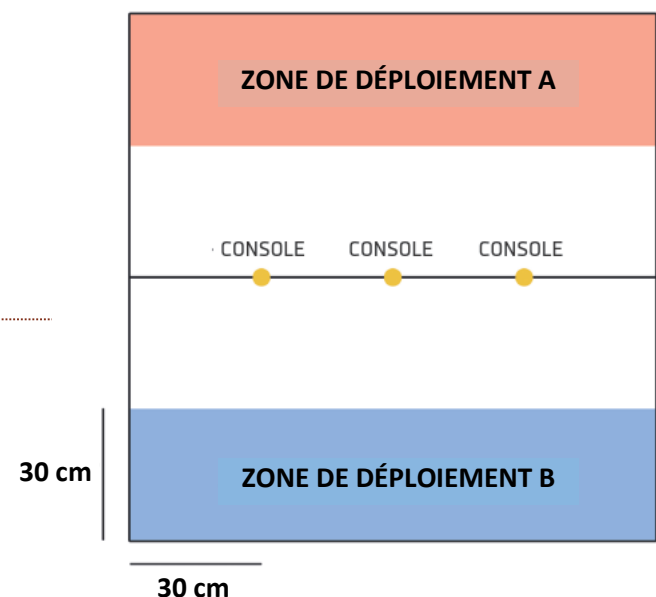 ZONE DE DÉPLOIEMENT A
CONSOLE CONSOLE CONSOLE
30 cm
ZONE DE DÉPLOIEMENT B
30 cm